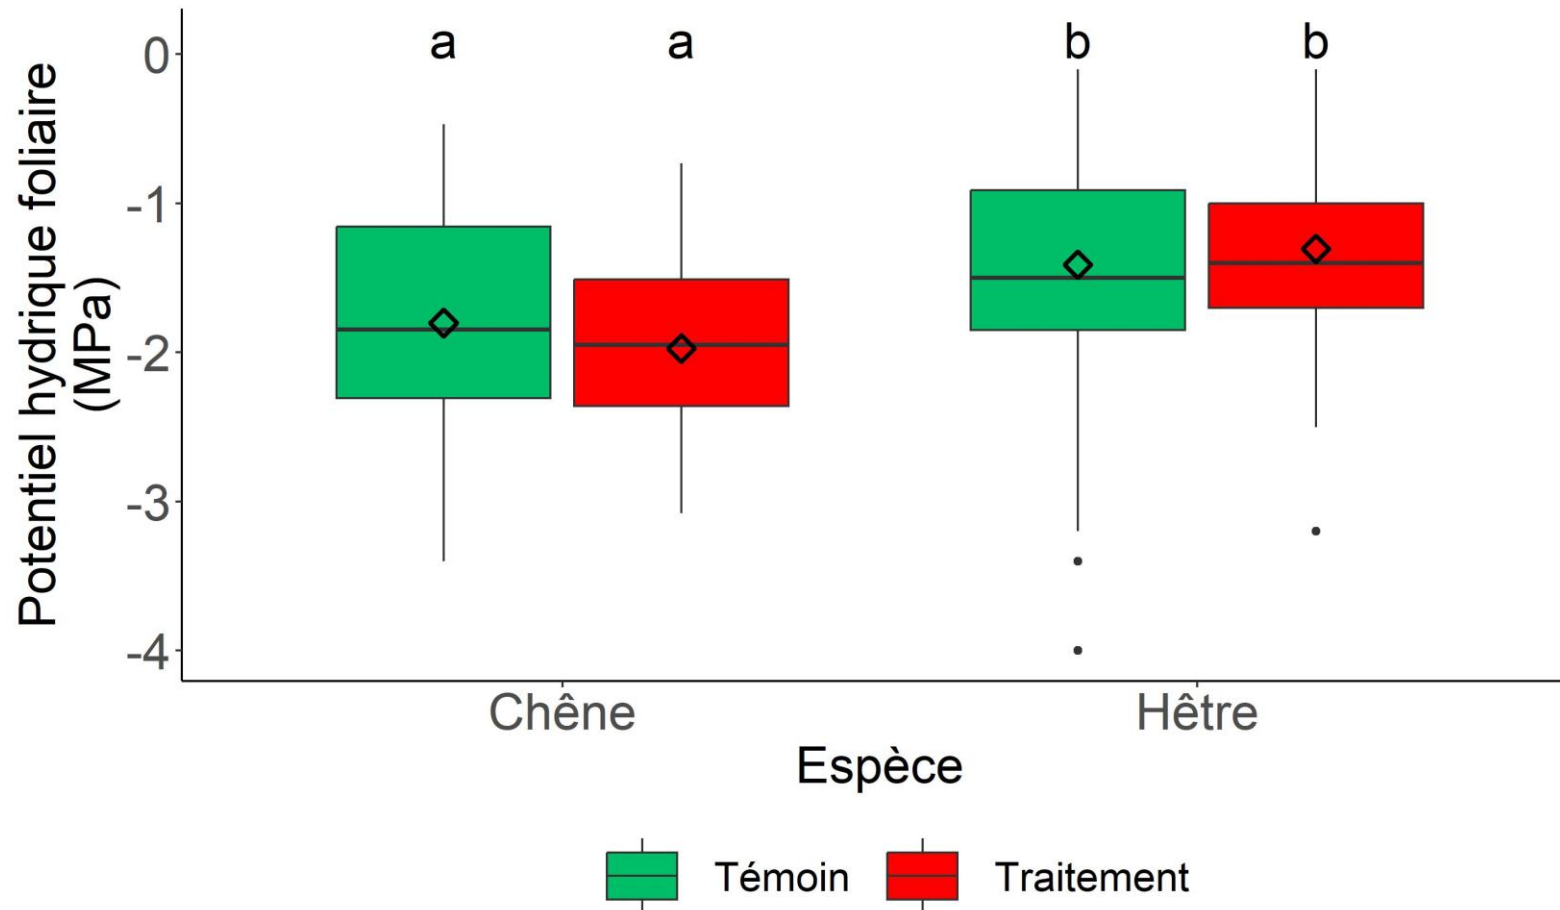 Potentiel hydrique foliaire
(MPa)
0
-1
-2
-3
-4
a
a
b
b
Chêne
Hêtre
Espèce
Témoin
Traitement